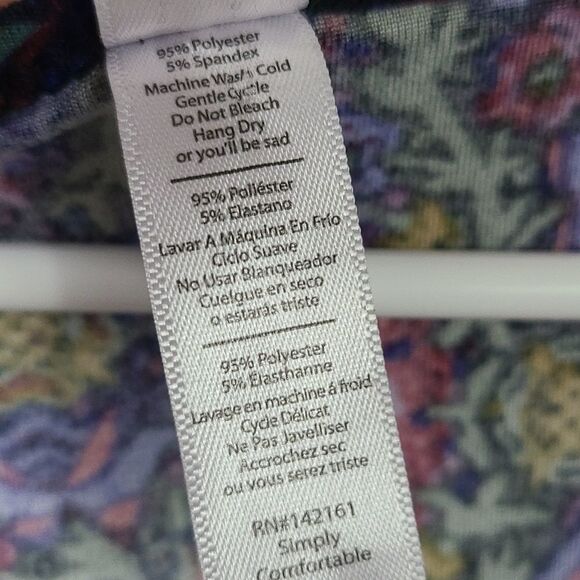 95% Polyester
5% Spandex
Machine Wash Cold
Gentle Cycle
Do Not Bleach
Hang Dry
or you'll be sad
95% Poliéster
5% Elastano
Lavar A Máquina En Frío
Ciclo Suave
No Usar Blanqueador
Cuelgue en seco
o estarás triste
95% Polyester
5% Élasthanne
Lavage en machine á froid
Cycle Délicat
Ne Pas Javelliser
Accrochez sec
ou vous serez triste
RN#142161
Simply
Comfortable